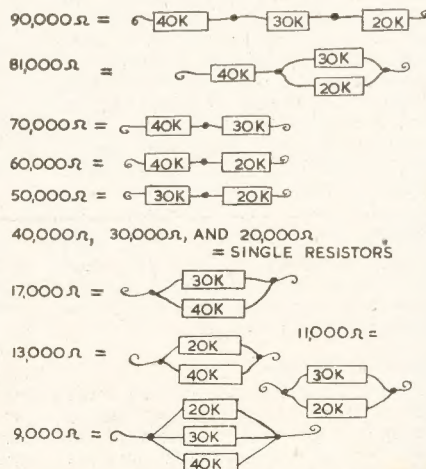 90,000Ω = 40K 30K 20K
81,000Ω = 40K 30K
20K
70,000Ω = 40K 30K
60,000Ω = 40K 20K
50,000Ω = 30K 20K
40,000Ω, 30,000Ω, AND 20,000Ω
= SINGLE RESISTORS
17,000Ω = 30K
40K
11,000Ω =
13,000Ω = 20K
40K
30K
20K
9,000Ω = 20K
30K
40K